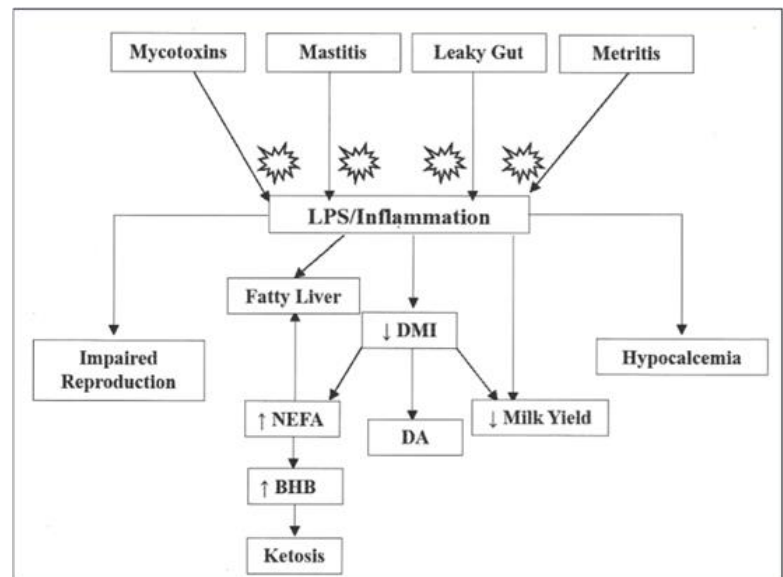 Mycotoxins
Mastitis
Leaky Gut
Metritis
LPS/Inflammation
Fatty Liver
↓ DMI
Impaired
Reproduction
Hypocalcemia
↑ NEFA
DA
↓ Milk Yield
↑ BHB
Ketosis